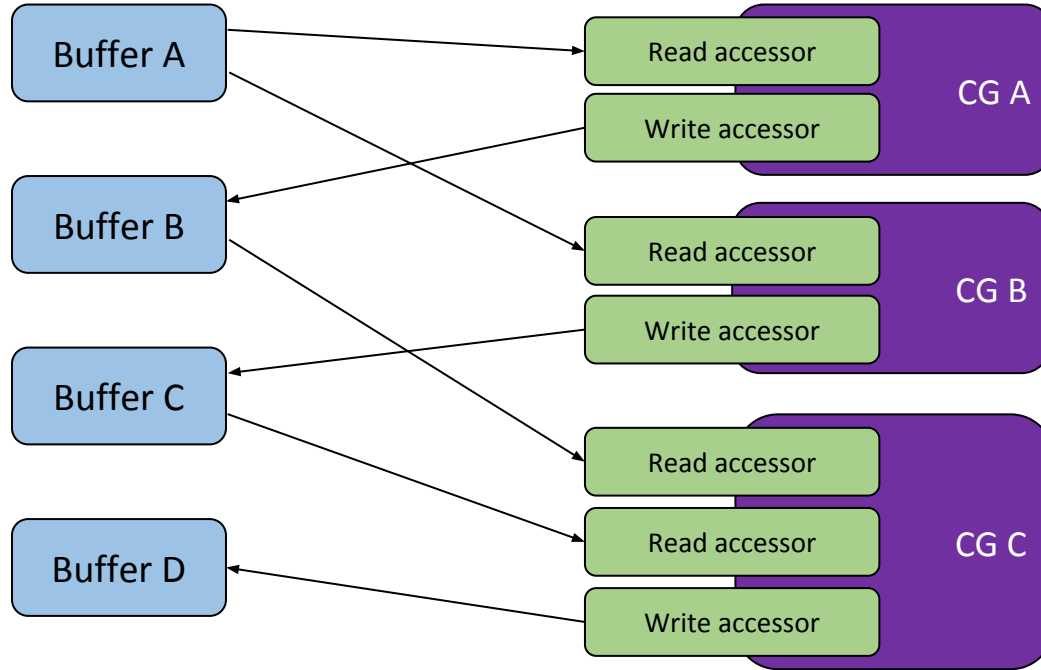 Buffer A
Buffer B
Buffer C
Buffer D
Read accessor
Write accessor
CG A
Read accessor
Write accessor
CG B
Read accessor
Read accessor
Write accessor
CG C